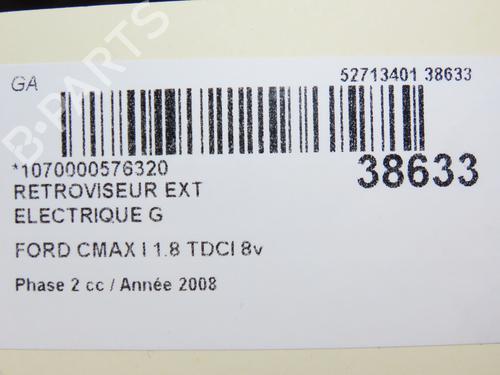 GA
52713401 38633
*1070000576320
38633
RETROVISEUR EXT
ELECTRIQUE G
FORD CMAX I 1.8 TDCI 8v
Phase 2 cc / Année 2008
B-PARTS